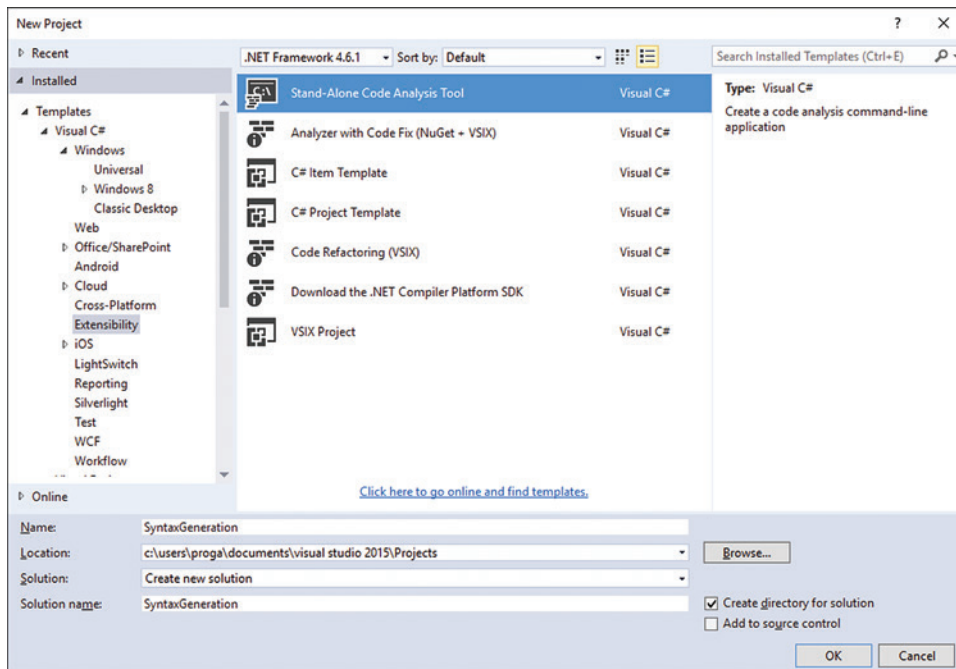 New Project
Recent
Installed
Templates
Visual C#
Windows
Universal
Windows 8
Classic Desktop
Web
Office/SharePoint
Android
Cloud
Cross-Platform
Extensibility
iOS
LightSwitch
Reporting
Silverlight
Test
WCF
Workflow
Online
.NET Framework 4.6.1 Sort by: Default
C:\
Stand-Alone Code Analysis Tool Visual C#
Analyzer with Code Fix (NuGet + VSIX) Visual C#
C# Item Template Visual C#
C# Project Template Visual C#
Code Refactoring (VSIX) Visual C#
Download the .NET Compiler Platform SDK Visual C#
VSIX Project Visual C#
Click here to go online and find templates.
Search Installed Templates (Ctrl+E)
Type: Visual C#
Create a code analysis command-line
application
Name: SyntaxGeneration
Location: c:\users\proga\documents\visual studio 2015\Projects Browse...
Solution: Create new solution
Solution name: SyntaxGeneration
Create directory for solution
Add to source control
OK Cancel